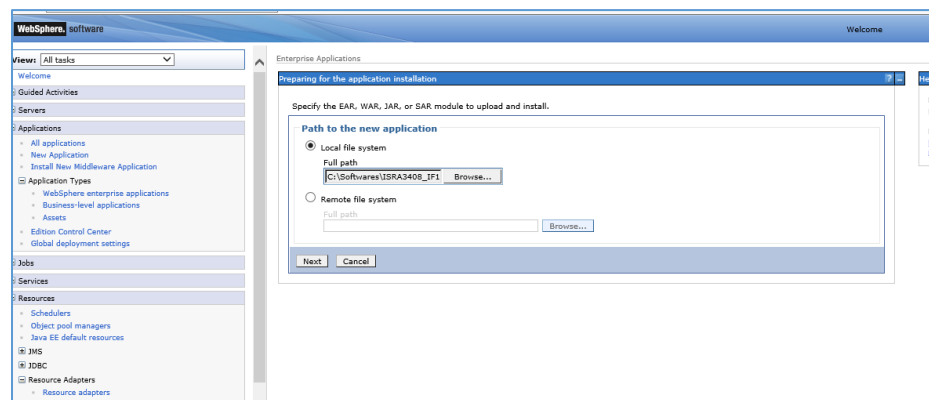 WebSphere. software
Welcome
View: All tasks
Welcome
Guided Activities
Servers
Applications
All applications
New Application
Install New Middleware Application
Application Types
WebSphere enterprise applications
Business-level applications
Assets
Edition Control Center
Global deployment settings
Jobs
Services
Resources
Schedulers
Object pool managers
Java EE default resources
JMS
JDBC
Resource Adapters
Resource adapters
Enterprise Applications
Preparing for the application installation
? -
He
Specify the EAR, WAR, JAR, or SAR module to upload and install.
Path to the new application
Local file system
Full path
C:\Softwares\ISRA3408_IF1 Browse...
Remote file system
Full path
Browse...
Next Cancel